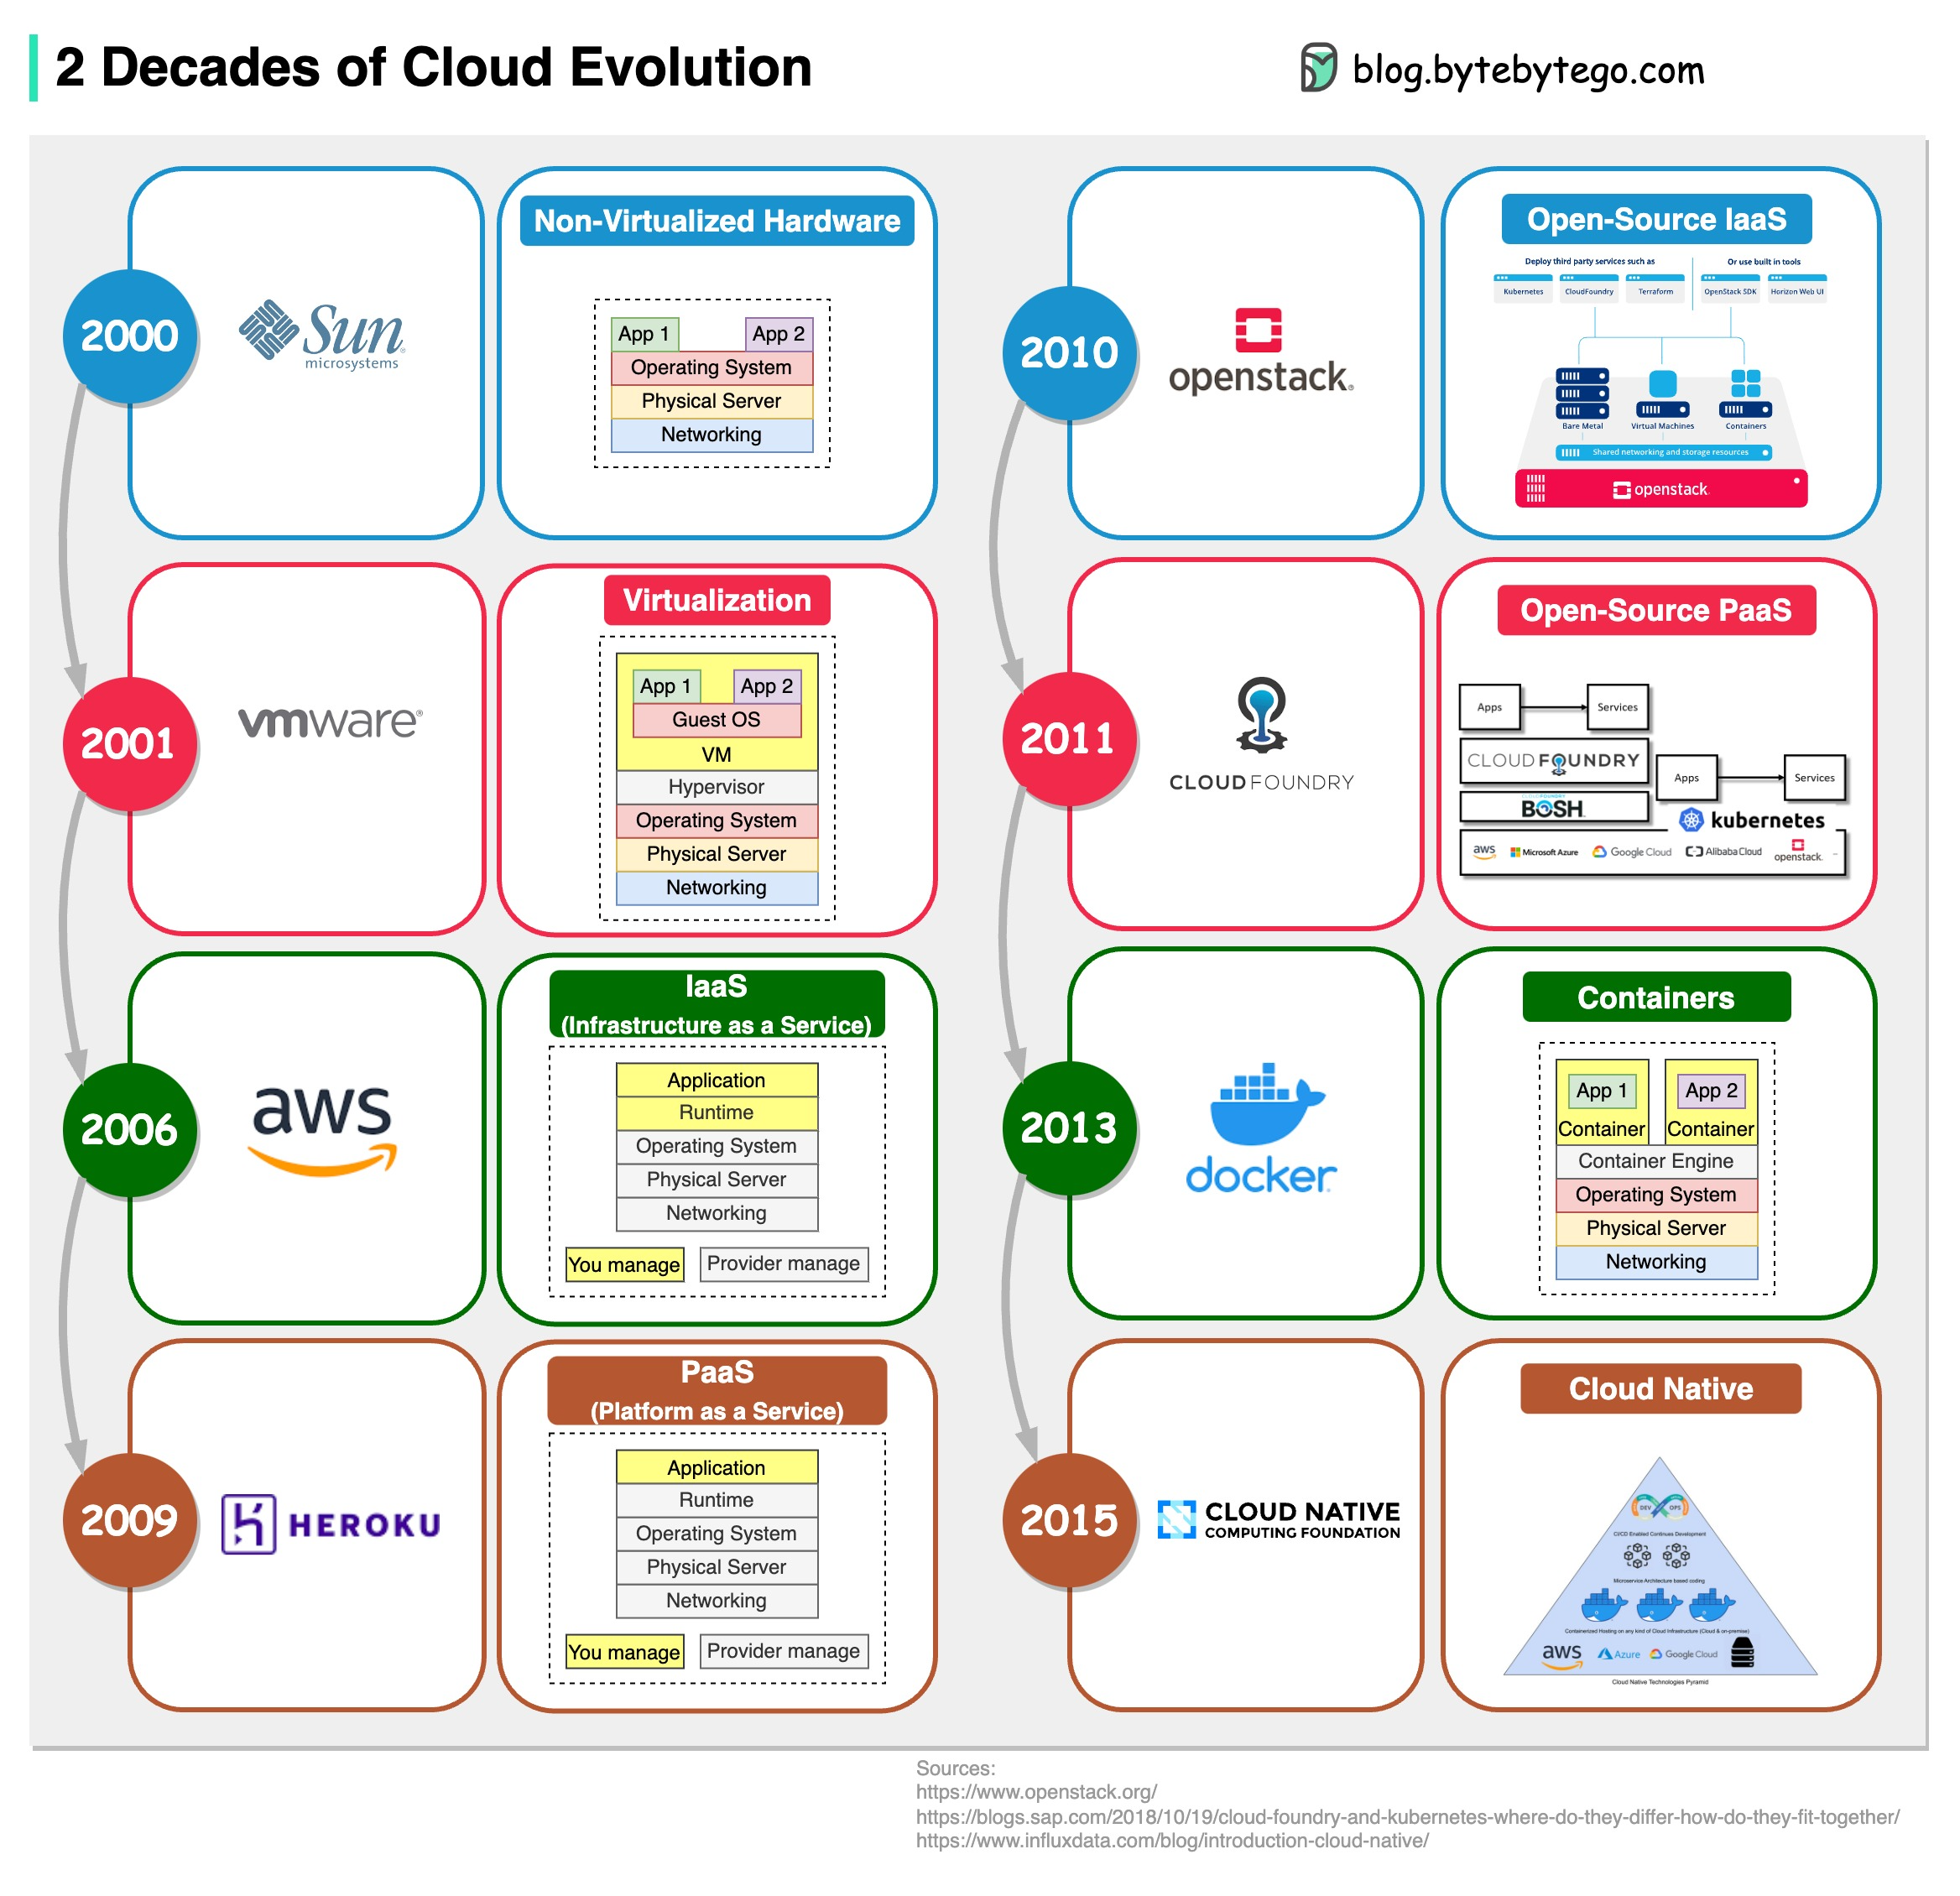 2 Decades of Cloud Evolution
blog.bytebytego.com
2000
Sun
microsystems
Non-Virtualized Hardware
App 1
App 2
Operating System
Physical Server
Networking
2001
vmware®
Virtualization
App 1
App 2
Guest OS
VM
Hypervisor
Operating System
Physical Server
Networking
2006
aws
IaaS
(Infrastructure as a Service)
Application
Runtime
Operating System
Physical Server
Networking
You manage
Provider manage
2009
HEROKU
PaaS
(Platform as a Service)
Application
Runtime
Operating System
Physical Server
Networking
You manage
Provider manage
2010
openstack®
Open-Source IaaS
Deploy third party services such as
Or use built in tools
Kubernetes
CloudFoundry
Terraform
OpenStack SDK
Horizon Web UI
Bare Metal
Virtual Machines
Containers
Shared networking and storage resources
openstack
2011
CLOUD FOUNDRY
Open-Source PaaS
Apps
Services
CLOUD FOUNDRY
Apps
Services
CLOUD FOUNDRY
BOSH
kubernetes
aws
Microsoft Azure
Google Cloud
Alibaba Cloud
openstack.
...
2013
docker
Containers
App 1
App 2
Container
Container
Container Engine
Operating System
Physical Server
Networking
2015
CLOUD NATIVE
COMPUTING FOUNDATION
Cloud Native
DEV
OPS
CI/CD Enabled Continues Development
Microservice Architecture based coding
Containerized Hosting on any kind of Cloud Infrastructure (Cloud & on-premise)
aws
Azure
Google Cloud
Cloud Native Technologies Pyramid
Sources:
https://www.openstack.org/
https://blogs.sap.com/2018/10/19/cloud-foundry-and-kubernetes-where-do-they-differ-how-do-they-fit-together/
https://www.influxdata.com/blog/introduction-cloud-native/